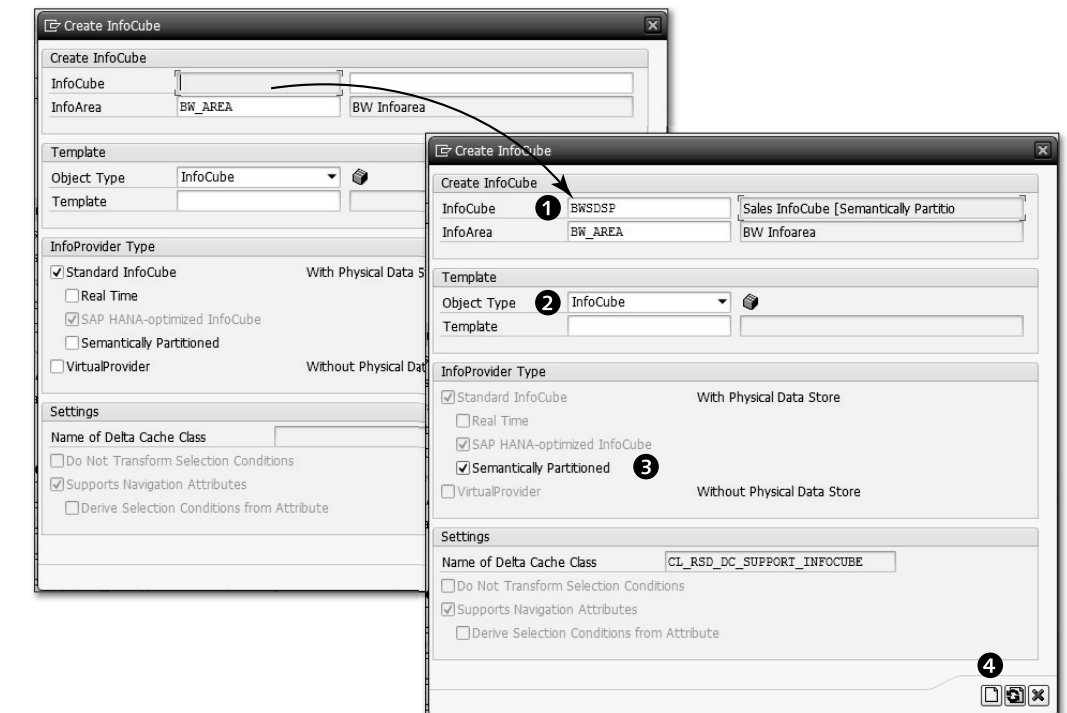 Create InfoCube
Create InfoCube
InfoCube
InfoArea BW_AREA BW Infoarea
Template
Object Type InfoCube
Template
InfoProvider Type
Standard InfoCube With Physical Data S
Real Time
SAP HANA-optimized InfoCube
Semantically Partitioned
VirtualProvider Without Physical Dat
Settings
Name of Delta Cache Class
Do Not Transform Selection Conditions
Supports Navigation Attributes
Derive Selection Conditions from Attribute
Create InfoCube
Create InfoCube
InfoCube 1 BWSDSP Sales InfoCube [Semantically Partitio
InfoArea BW_AREA BW Infoarea
Template
Object Type 2 InfoCube
Template
InfoProvider Type
Standard InfoCube With Physical Data Store
Real Time
SAP HANA-optimized InfoCube
Semantically Partitioned 3
VirtualProvider Without Physical Data Store
Settings
Name of Delta Cache Class CL_RSD_DC_SUPPORT_INFOCUBE
Do Not Transform Selection Conditions
Supports Navigation Attributes
Derive Selection Conditions from Attribute
4